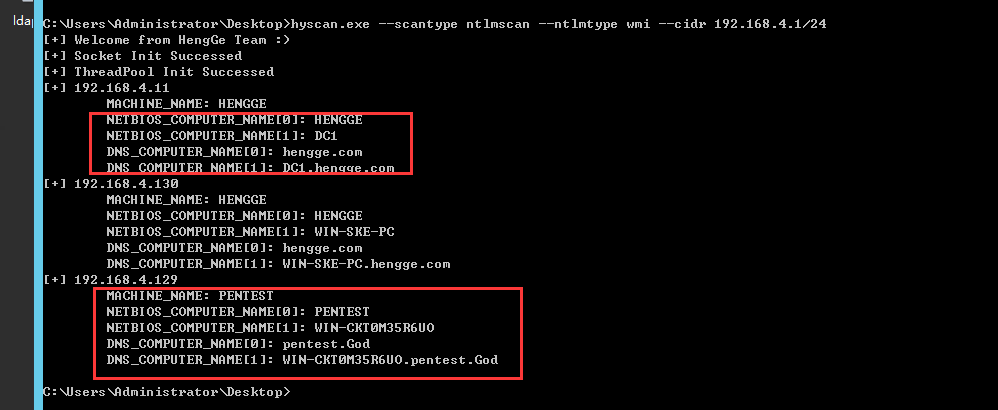 lda
C:\Users\Administrator\Desktop>hyscan.exe --scantype ntlmscan --ntlmtype wmi --cidr 192.168.4.1/24
[+] Welcome from HengGe Team :)
[+] Socket Init Successed
[+] ThreadPool Init Successed
[+] 192.168.4.11
MACHINE_NAME: HENGGE
NETBIOS_COMPUTER_NAME[0]: HENGGE
NETBIOS_COMPUTER_NAME[1]: DC1
DNS_COMPUTER_NAME[0]: hengge.com
DNS_COMPUTER_NAME[1]: DC1.hengge.com
[+] 192.168.4.130
MACHINE_NAME: HENGGE
NETBIOS_COMPUTER_NAME[0]: HENGGE
NETBIOS_COMPUTER_NAME[1]: WIN-SKE-PC
DNS_COMPUTER_NAME[0]: hengge.com
DNS_COMPUTER_NAME[1]: WIN-SKE-PC.hengge.com
[+] 192.168.4.129
MACHINE_NAME: PENTEST
NETBIOS_COMPUTER_NAME[0]: PENTEST
NETBIOS_COMPUTER_NAME[1]: WIN-CKT0M35R6UO
DNS_COMPUTER_NAME[0]: pentest.God
DNS_COMPUTER_NAME[1]: WIN-CKT0M35R6UO.pentest.God
C:\Users\Administrator\Desktop>